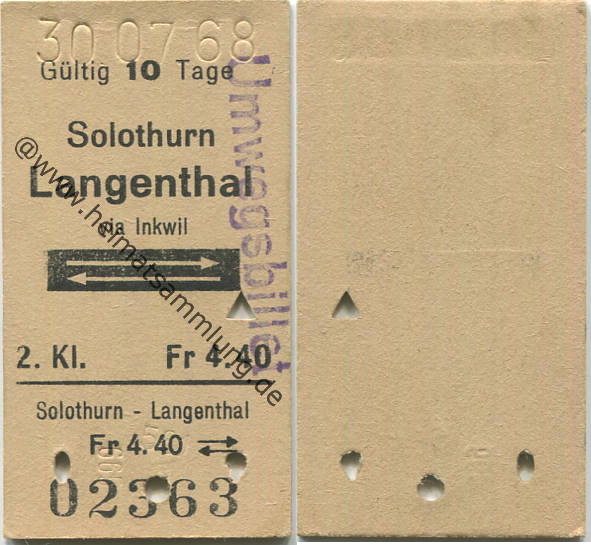 30 07 68
Gültig 10 Tage
Solothurn
Langenthal
via Inkwil
2. Kl. Fr 4.40
Solothurn - Langenthal
Fr 4.40
02363
Umwegsbillet
@www.heimatsammlung.de